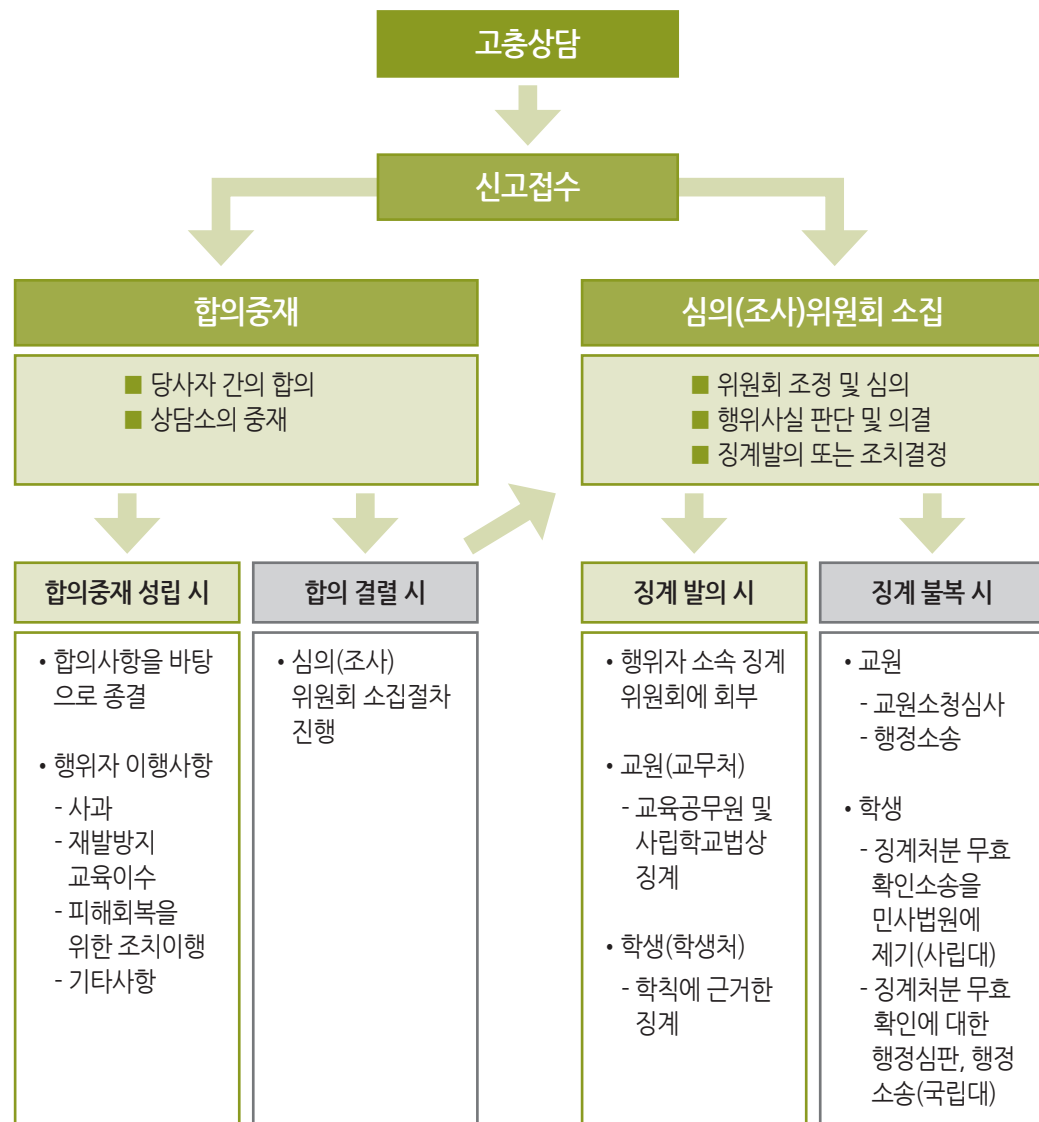 고충상담
신고접수
합의중재
■ 당사자 간의 합의
■ 상담소의 중재
심의(조사)위원회 소집
■ 위원회 조정 및 심의
■ 행위사실 판단 및 의결
■ 징계발의 또는 조치결정
합의중재 성립 시
• 합의사항을 바탕
으로 종결
• 행위자 이행사항
- 사과
- 재발방지
교육이수
- 피해회복을
위한 조치이행
- 기타사항
합의 결렬 시
• 심의(조사)
위원회 소집절차
진행
징계 발의 시
• 행위자 소속 징계
위원회에 회부
• 교원(교무처)
- 교육공무원 및
사립학교법상
징계
• 학생(학생처)
- 학칙에 근거한
징계
징계 불복 시
• 교원
- 교원소청심사
- 행정소송
• 학생
- 징계처분 무효
확인소송을
민사법원에
제기(사립대)
- 징계처분 무효
확인에 대한
행정심판, 행정
소송(국립대)